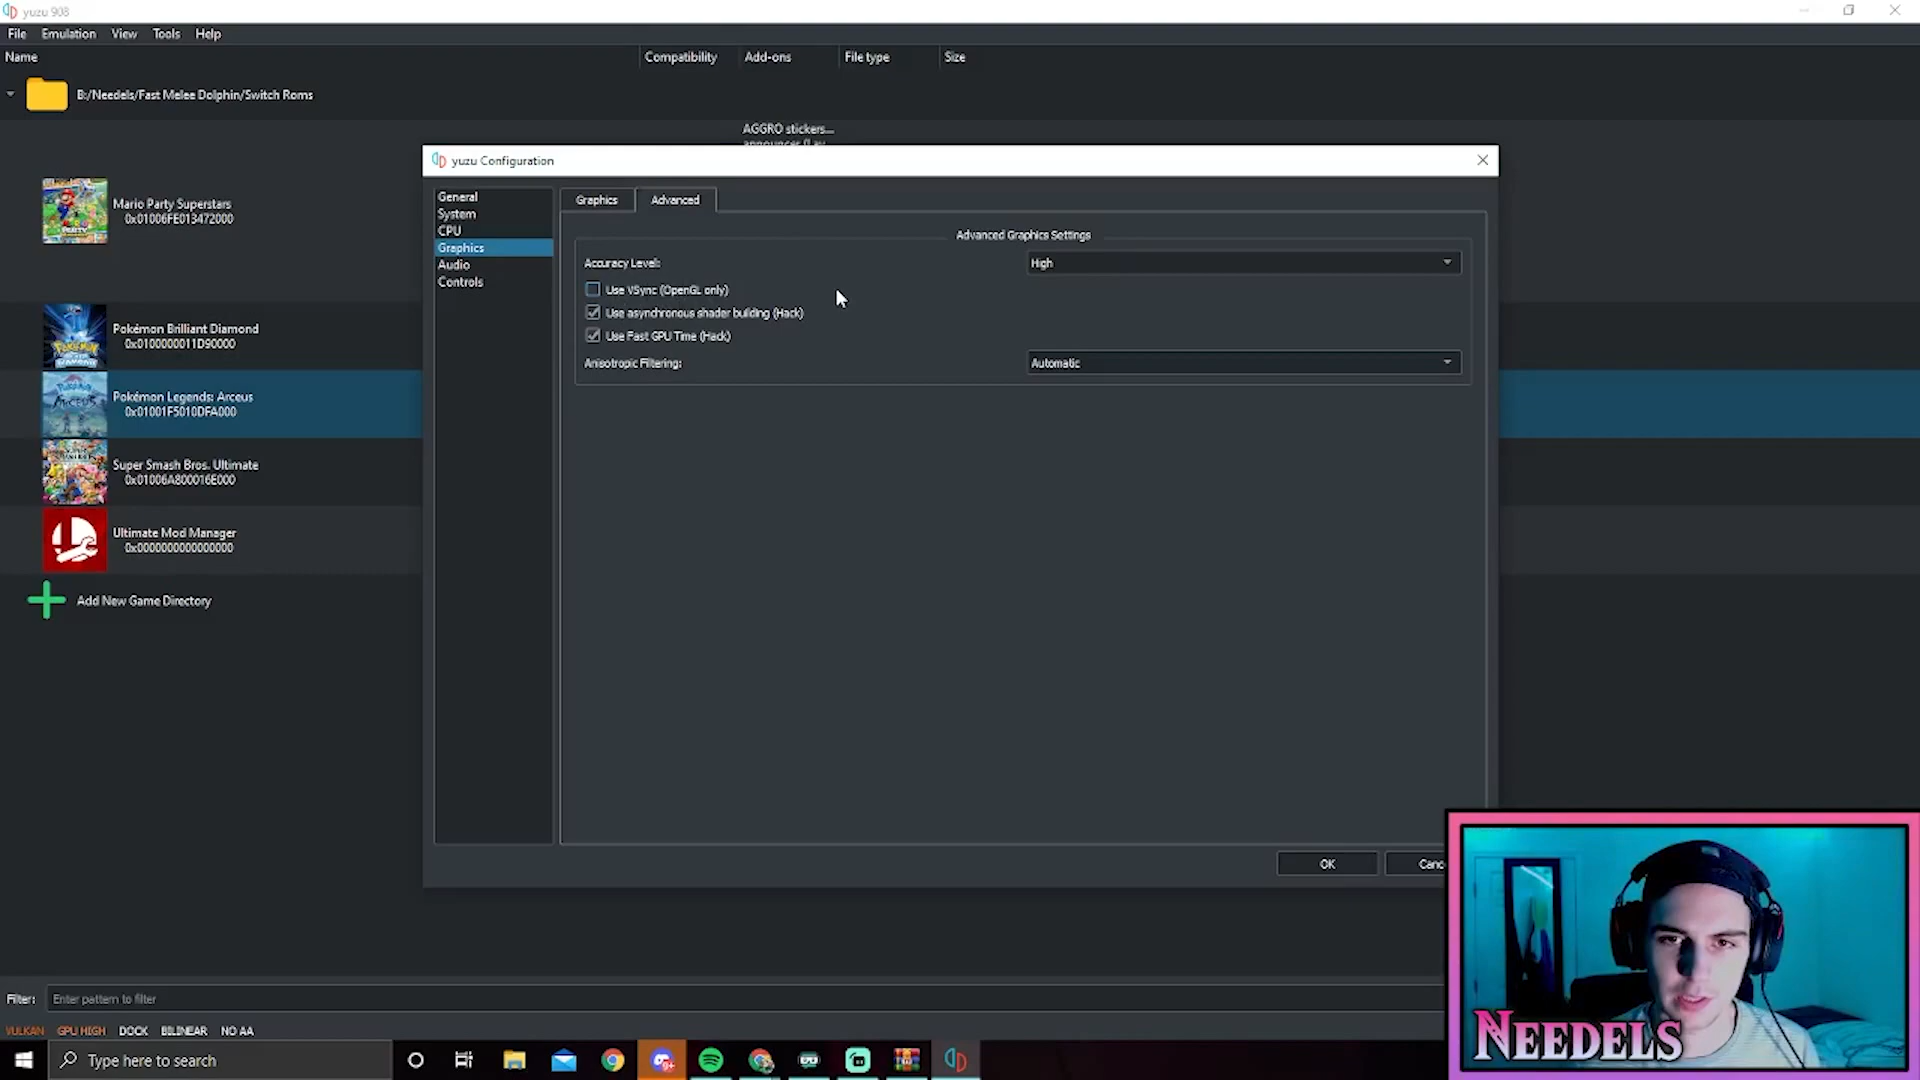 yuzu 908
File Emulation View Tools Help
Name Compatibility Add-ons File type Size
B:/Needels/Fast Melee Dolphin/Switch Roms
AGGRO stickers...
Mario Party Superstars
0x01006FE013472000
Pokémon Brilliant Diamond
0x0100000011D90000
Pokémon Legends: Arceus
0x01001F5010DFA000
Super Smash Bros. Ultimate
0x01006A800016E000
Ultimate Mod Manager
0x0000000000000000
Add New Game Directory
yuzu Configuration
General
System
CPU
Graphics
Audio
Controls
Graphics Advanced
Advanced Graphics Settings
Accuracy Level: High
Use VSync (OpenGL only)
Use asynchronous shader building (Hack)
Use Fast GPU Time (Hack)
Anisotropic Filtering: Automatic
OK Canc
Filter: Enter pattern to filter
VULKAN GPU HIGH DOCK BILINEAR NO AA
Type here to search
NEEDELS